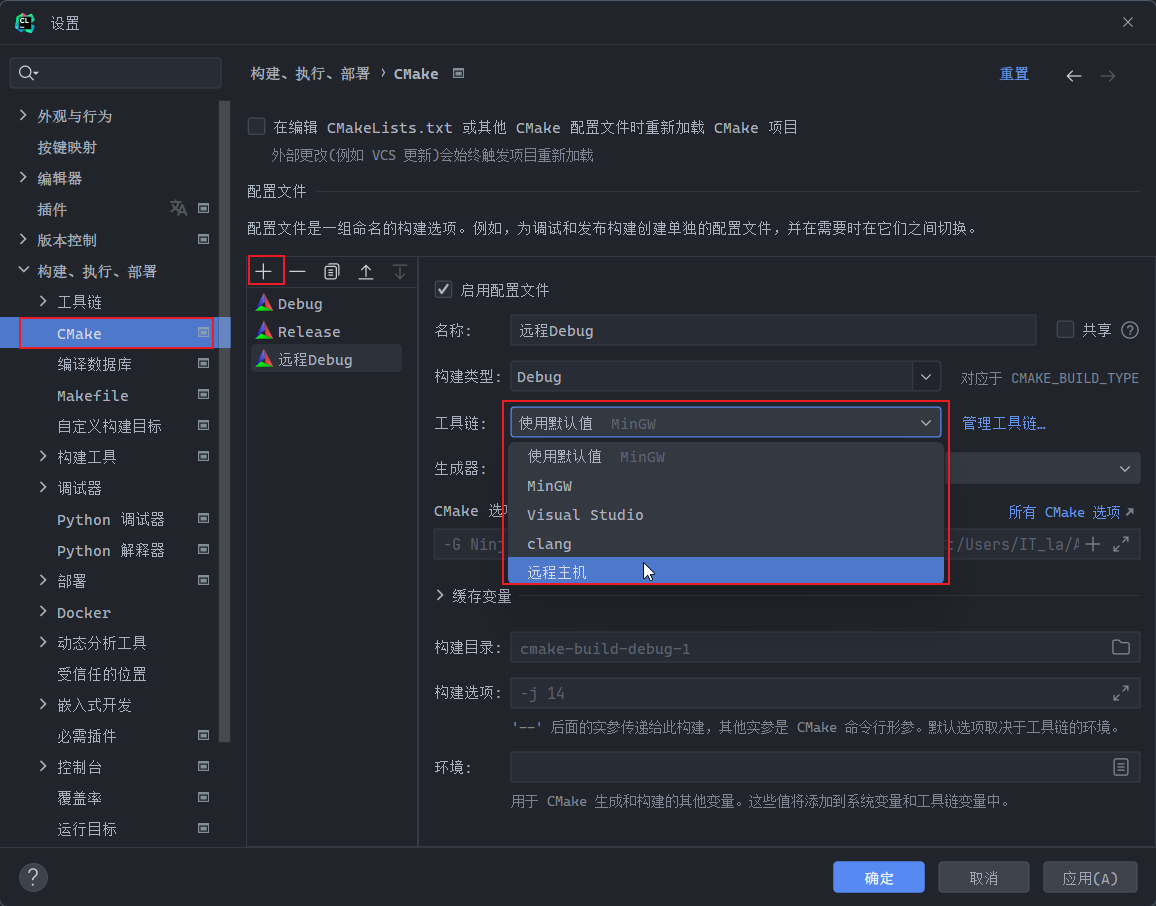 设置
构建、执行、部署 › CMake
重置
外观与行为
按键映射
编辑器
插件
版本控制
构建、执行、部署
工具链
CMake
编译数据库
Makefile
自定义构建目标
构建工具
调试器
Python 调试器
Python 解释器
部署
Docker
动态分析工具
受信任的位置
嵌入式开发
必需插件
控制台
覆盖率
运行目标
在编辑 CMakeLists.txt 或其他 CMake 配置文件时重新加载 CMake 项目
外部更改(例如 VCS 更新)会始终触发项目重新加载
配置文件
配置文件是一组命名的构建选项。例如，为调试和发布构建创建单独的配置文件，并在需要时在它们之间切换。
Debug
Release
远程Debug
启用配置文件
名称: 远程Debug 共享 ?
构建类型: Debug 对应于 CMAKE_BUILD_TYPE
工具链: 使用默认值 MinGW 管理工具链...
使用默认值 MinGW
MinGW
Visual Studio
clang
远程主机
生成器:
CMake 选 所有 CMake 选项
-G Ninj :/Users/IT_la/A
缓存变量
构建目录: cmake-build-debug-1
构建选项: -j 14
'--' 后面的实参传递给此构建，其他实参是 CMake 命令行形参。默认选项取决于工具链的环境。
环境:
用于 CMake 生成和构建的其他变量。这些值将添加到系统变量和工具链变量中。
?
确定
取消
应用(A)